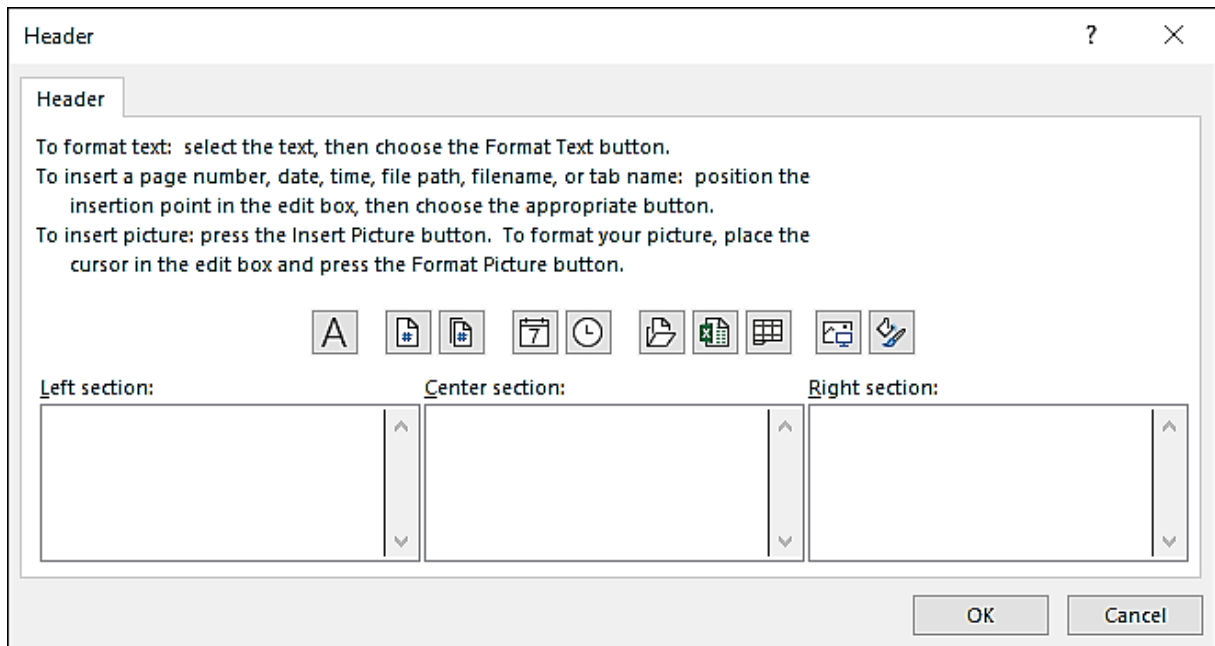 Header
?
Header
To format text: select the text, then choose the Format Text button.
To insert a page number, date, time, file path, filename, or tab name: position the
insertion point in the edit box, then choose the appropriate button.
To insert picture: press the Insert Picture button. To format your picture, place the
cursor in the edit box and press the Format Picture button.
A # # 7
Left section: Center section: Right section:
OK Cancel